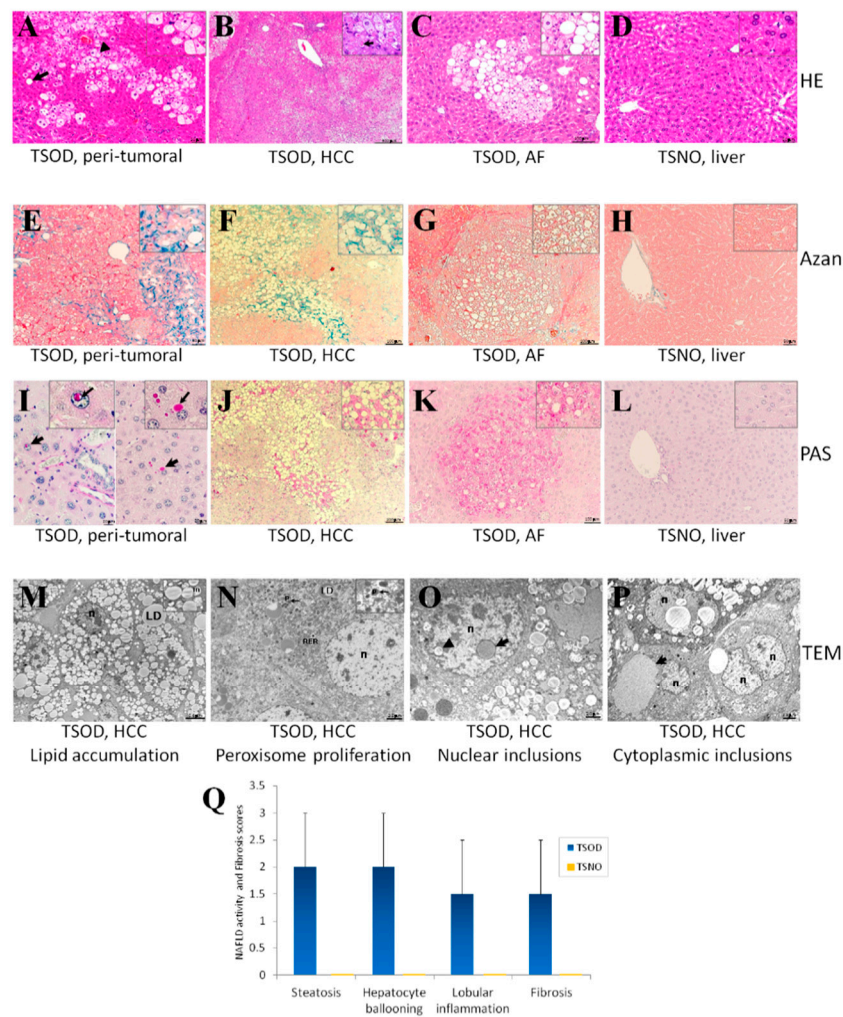 A B C D
HE
TSOD, peri-tumoral TSOD, HCC TSOD, AF TSNO, liver
E F G H
Azan
TSOD, peri-tumoral TSOD, HCC TSOD, AF TSNO, liver
I J K L
PAS
TSOD, peri-tumoral TSOD, HCC TSOD, AF TSNO, liver
M N O P
n LD m
P LD RER n
n
n n n n
TEM
TSOD, HCC TSOD, HCC TSOD, HCC TSOD, HCC
Lipid accumulation Peroxisome proliferation Nuclear inclusions Cytoplasmic inclusions
Q
NAFLD activity and Fibrosis scores
3.5
3
2.5
2
1.5
1
0.5
0
TSOD
TSNO
Steatosis Hepatocyte Lobular Fibrosis
ballooning inflammation